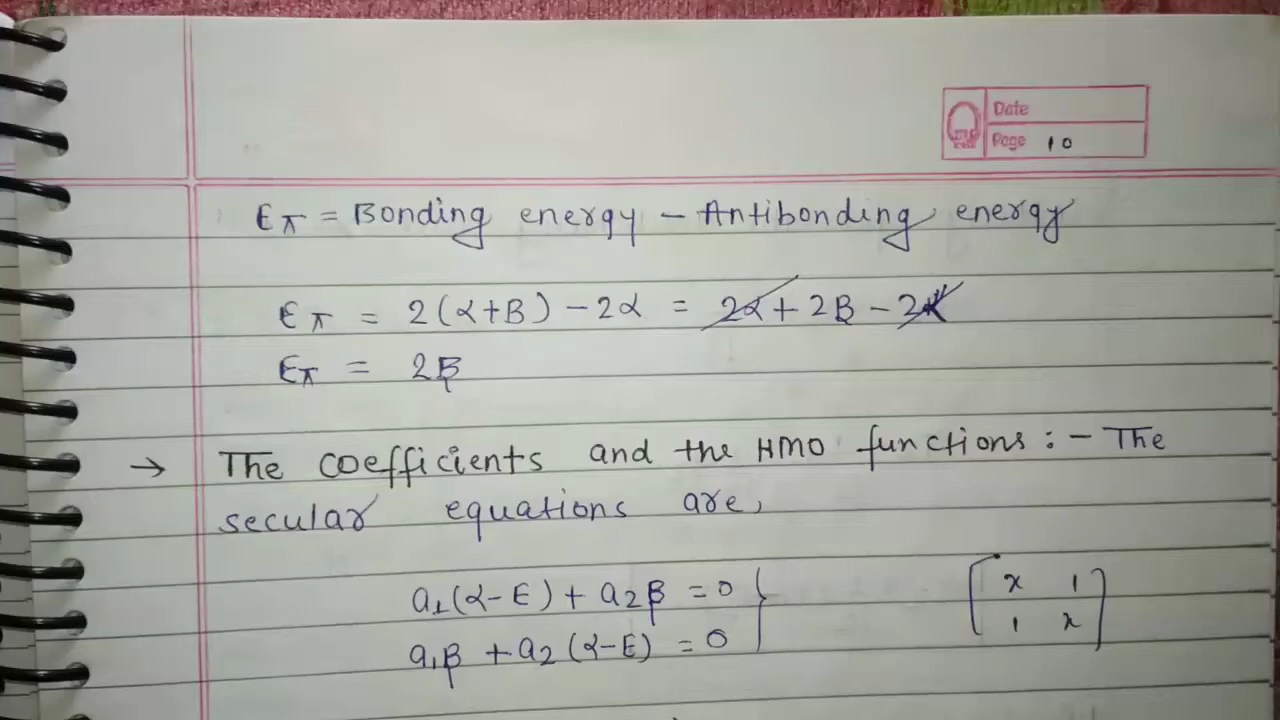 Date
Page 10
Eπ = Bonding energy - Antibonding energy
Eπ = 2(α+β) - 2α = 2α + 2β - 2α
Eπ = 2β
→ The coefficients and the HMO functions : - The
secular equations are,
a₁(α-E) + a₂β = 0 } [ x 1
a₁β + a₂(α-E) = 0 1 x ]